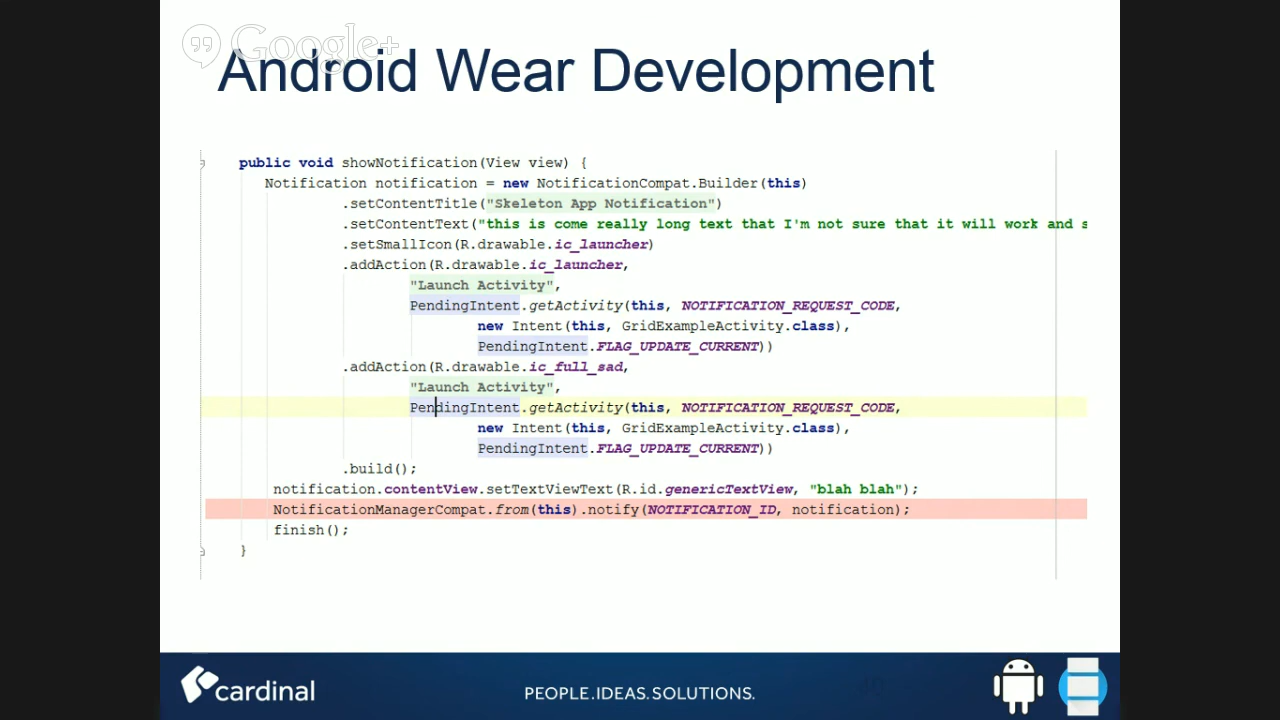 Google+
Android Wear Development
public void showNotification(View view) {
Notification notification = new NotificationCompat.Builder(this)
.setContentTitle("Skeleton App Notification")
.setContentText("this is come really long text that I'm not sure that it will work and s
.setSmallIcon(R.drawable.ic_launcher)
.addAction(R.drawable.ic_launcher,
"Launch Activity",
PendingIntent.getActivity(this, NOTIFICATION_REQUEST_CODE,
new Intent(this, GridExampleActivity.class),
PendingIntent.FLAG_UPDATE_CURRENT))
.addAction(R.drawable.ic_full_sad,
"Launch Activity",
PendingIntent.getActivity(this, NOTIFICATION_REQUEST_CODE,
new Intent(this, GridExampleActivity.class),
PendingIntent.FLAG_UPDATE_CURRENT))
.build();
notification.contentView.setTextViewText(R.id.genericTextView, "blah blah");
NotificationManagerCompat.from(this).notify(NOTIFICATION_ID, notification);
finish();
}
cardinal
PEOPLE.IDEAS.SOLUTIONS.